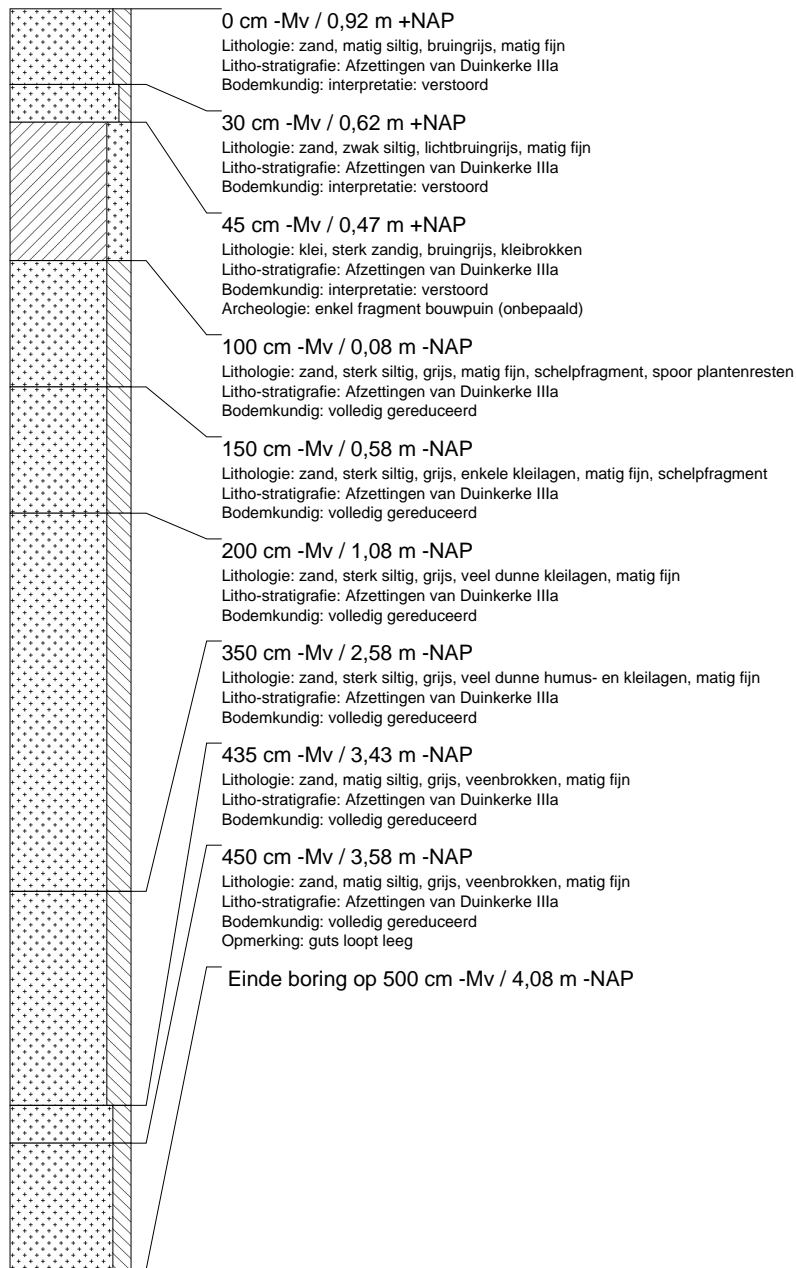 0 cm -Mv / 0,92 m +NAP
Lithologie: zand, matig siltig, bruingrijs, matig fijn
Litho-stratigrafie: Afzettingen van Duinkerke IIIa
Bodemkundig: interpretatie: verstoord
30 cm -Mv / 0,62 m +NAP
Lithologie: zand, zwak siltig, lichtbruingrijs, matig fijn
Litho-stratigrafie: Afzettingen van Duinkerke IIIa
Bodemkundig: interpretatie: verstoord
45 cm -Mv / 0,47 m +NAP
Lithologie: klei, sterk zandig, bruingrijs, kleibrokken
Litho-stratigrafie: Afzettingen van Duinkerke IIIa
Bodemkundig: interpretatie: verstoord
Archeologie: enkel fragment bouwpuin (onbepaald)
100 cm -Mv / 0,08 m -NAP
Lithologie: zand, sterk siltig, grijs, matig fijn, schelpfragment, spoor plantenresten
Litho-stratigrafie: Afzettingen van Duinkerke IIIa
Bodemkundig: volledig gereduceerd
150 cm -Mv / 0,58 m -NAP
Lithologie: zand, sterk siltig, grijs, enkele kleilagen, matig fijn, schelpfragment
Litho-stratigrafie: Afzettingen van Duinkerke IIIa
Bodemkundig: volledig gereduceerd
200 cm -Mv / 1,08 m -NAP
Lithologie: zand, sterk siltig, grijs, veel dunne kleilagen, matig fijn
Litho-stratigrafie: Afzettingen van Duinkerke IIIa
Bodemkundig: volledig gereduceerd
350 cm -Mv / 2,58 m -NAP
Lithologie: zand, sterk siltig, grijs, veel dunne humus- en kleilagen, matig fijn
Litho-stratigrafie: Afzettingen van Duinkerke IIIa
Bodemkundig: volledig gereduceerd
435 cm -Mv / 3,43 m -NAP
Lithologie: zand, matig siltig, grijs, veenbrokken, matig fijn
Litho-stratigrafie: Afzettingen van Duinkerke IIIa
Bodemkundig: volledig gereduceerd
450 cm -Mv / 3,58 m -NAP
Lithologie: zand, matig siltig, grijs, veenbrokken, matig fijn
Litho-stratigrafie: Afzettingen van Duinkerke IIIa
Bodemkundig: volledig gereduceerd
Opmerking: guts loopt leeg
Einde boring op 500 cm -Mv / 4,08 m -NAP